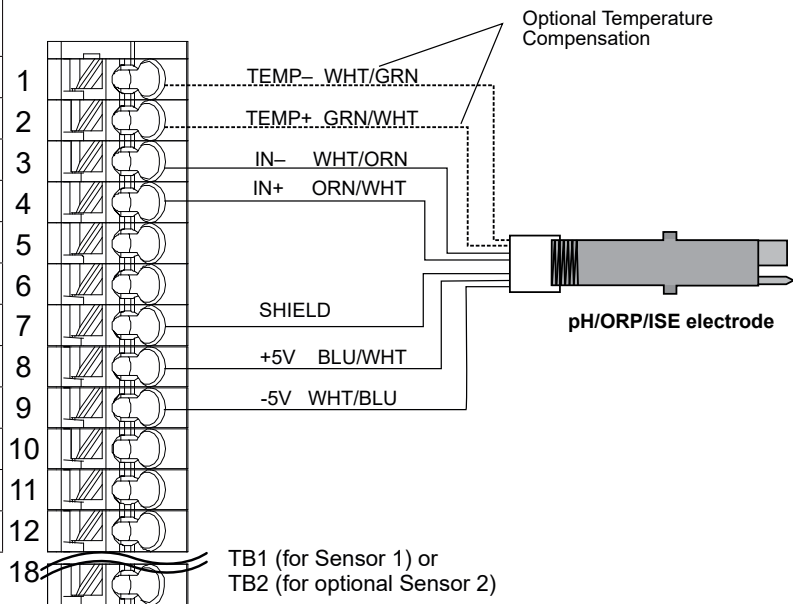 Optional Temperature
Compensation
1 TEMP– WHT/GRN
2 TEMP+ GRN/WHT
3 IN– WHT/ORN
4 IN+ ORN/WHT
5
6
7 SHIELD
8 +5V BLU/WHT
9 -5V WHT/BLU
10
11
12
18
pH/ORP/ISE electrode
TB1 (for Sensor 1) or
TB2 (for optional Sensor 2)